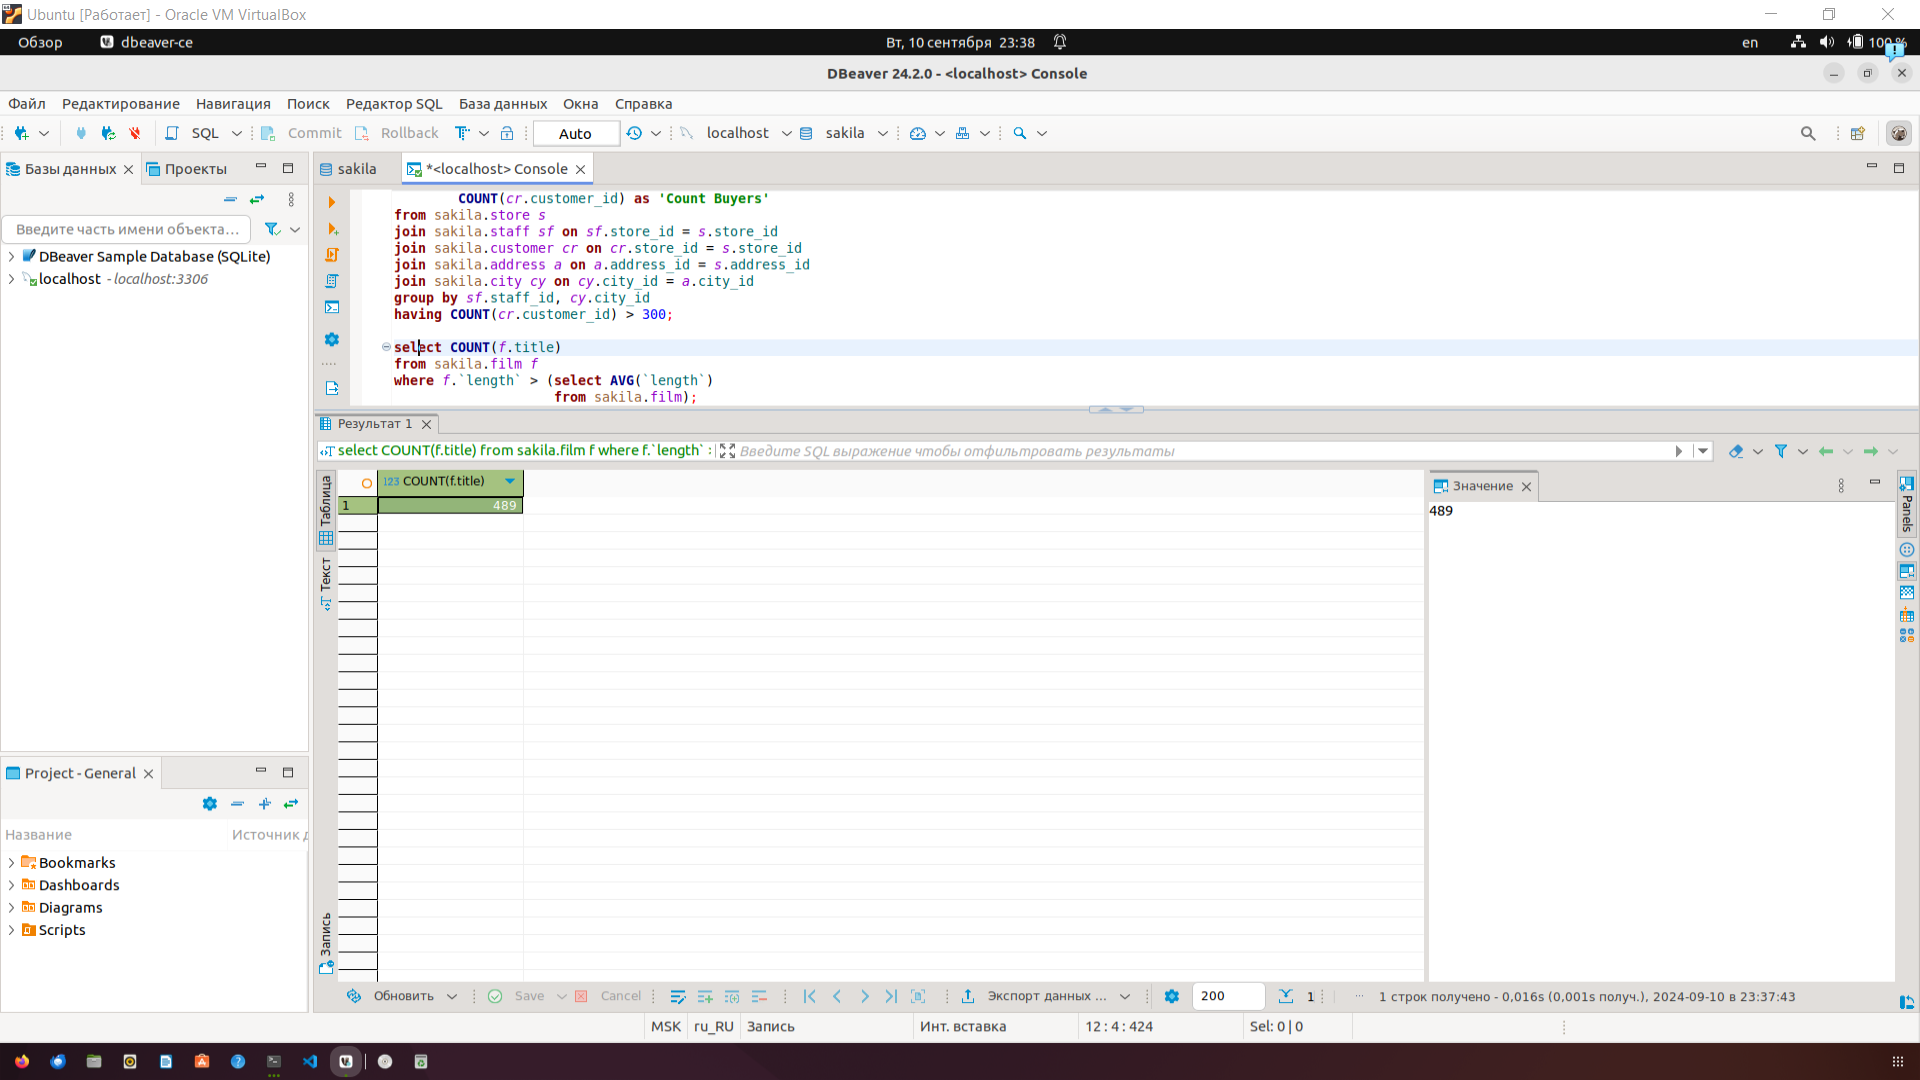 Ubuntu [Работает] - Oracle VM VirtualBox
Обзор dbeaver-ce Вт, 10 сентября 23:38 en 100 %
DBeaver 24.2.0 - <localhost> Console
Файл Редактирование Навигация Поиск Редактор SQL База данных Окна Справка
SQL Commit Rollback Auto localhost sakila
Базы данных Проекты sakila *<localhost> Console
Введите часть имени объекта...
DBeaver Sample Database (SQLite)
localhost - localhost:3306
COUNT(cr.customer_id) as 'Count Buyers'
from sakila.store s
join sakila.staff sf on sf.store_id = s.store_id
join sakila.customer cr on cr.store_id = s.store_id
join sakila.address a on a.address_id = s.address_id
join sakila.city cy on cy.city_id = a.city_id
group by sf.staff_id, cy.city_id
having COUNT(cr.customer_id) > 300;
select COUNT(f.title)
from sakila.film f
where f.`length` > (select AVG(`length`)
from sakila.film);
Результат 1
select COUNT(f.title) from sakila.film f where f.`length` : Введите SQL выражение чтобы отфильтровать результаты
Таблица
Текст
Запись
123 COUNT(f.title)
1 489
Значение
489
Panels
Project - General
Название Источник д
Bookmarks
Dashboards
Diagrams
Scripts
Обновить Save Cancel Экспорт данных ... 200 1 ... 1 строк получено - 0,016s (0,001s получ.), 2024-09-10 в 23:37:43
MSK ru_RU Запись Инт. вставка 12 : 4 : 424 Sel: 0 | 0